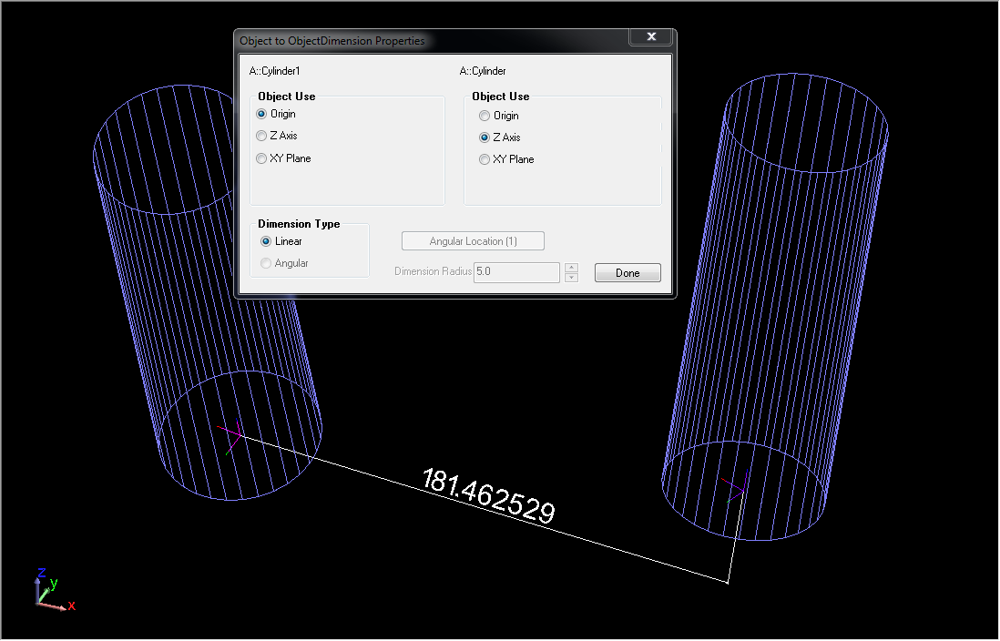 Object to ObjectDimension Properties
A::Cylinder1
A::Cylinder
Object Use
Origin
Z Axis
XY Plane
Object Use
Origin
Z Axis
XY Plane
Dimension Type
Linear
Angular
Angular Location (1)
Dimension Radius 5.0
Done
181.462529
z
y
x